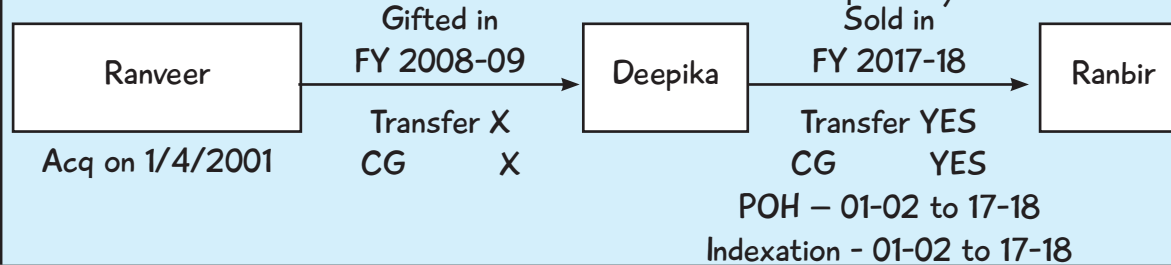 Gifted in
Sold in
FY 2008-09
FY 2017-18
Ranveer
Deepika
Ranbir
Transfer X
Transfer YES
Acq on 1/4/2001
CG X
CG YES
POH – 01-02 to 17-18
Indexation - 01-02 to 17-18